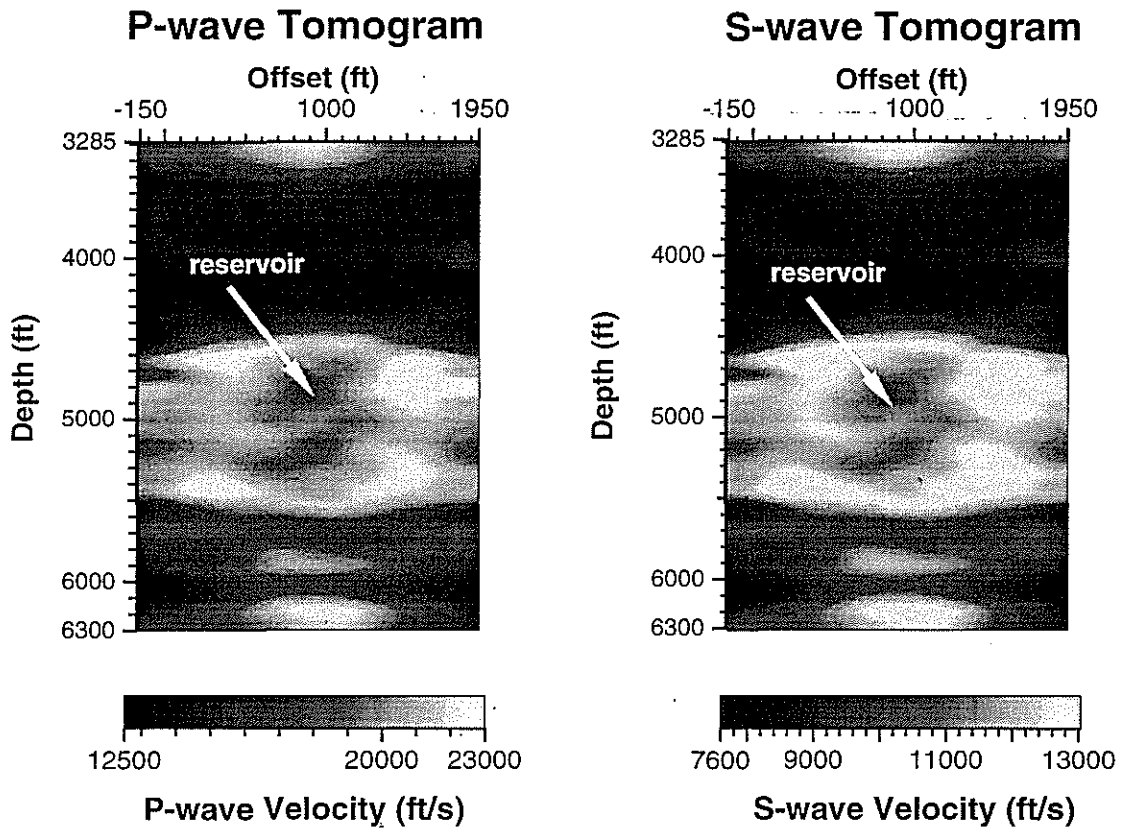 P-wave Tomogram
Offset (ft)
-150 1000 1950
3285
4000
5000
6000
6300
Depth (ft)
reservoir
12500 20000 23000
P-wave Velocity (ft/s)
S-wave Tomogram
Offset (ft)
-150 1000 1950
3285
4000
5000
6000
6300
Depth (ft)
reservoir
7600 9000 11000 13000
S-wave Velocity (ft/s)